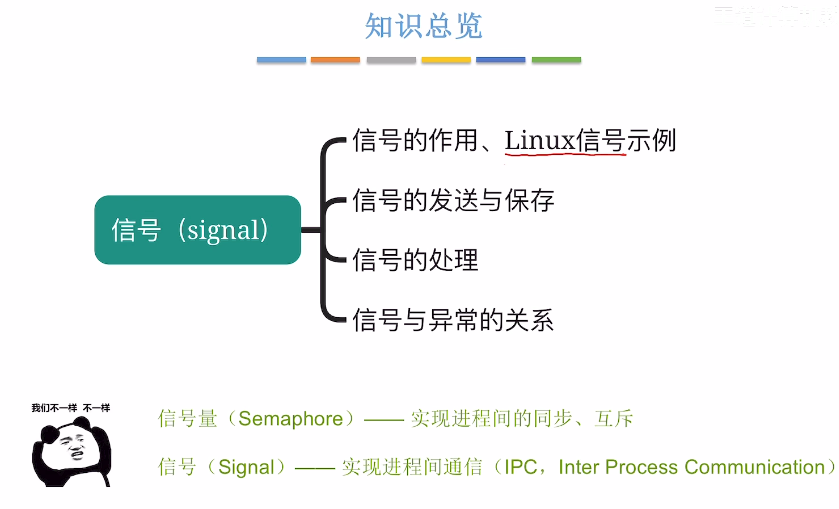 知识总览
信号的作用、Linux信号示例
信号的发送与保存
信号（signal）
信号的处理
信号与异常的关系
我们不一样 不一样
信号量（Semaphore）—— 实现进程间的同步、互斥
信号（Signal）—— 实现进程间通信（IPC，Inter Process Communication）